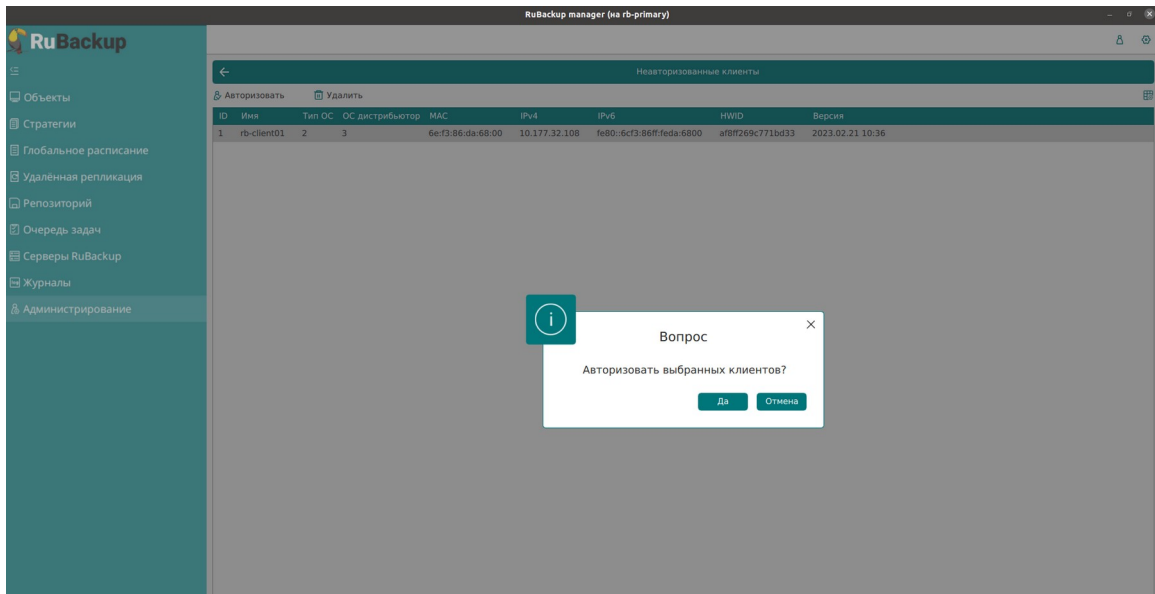 RuBackup manager (на rb-primary)
RuBackup
Объекты
Стратегии
Глобальное расписание
Удалённая репликация
Репозиторий
Очередь задач
Серверы RuBackup
Журналы
Администрирование
Неавторизованные клиенты
Авторизовать Удалить
ID Имя Тип ОС ОС дистрибьютор MAC IPv4 IPv6 HWID Версия
1 rb-client01 2 3 6e:f3:86:da:68:00 10.177.32.108 fe80::6cf3:86ff:feda:6800 af8ff269c771bd33 2023.02.21 10:36
Вопрос
Авторизовать выбранных клиентов?
Да Отмена